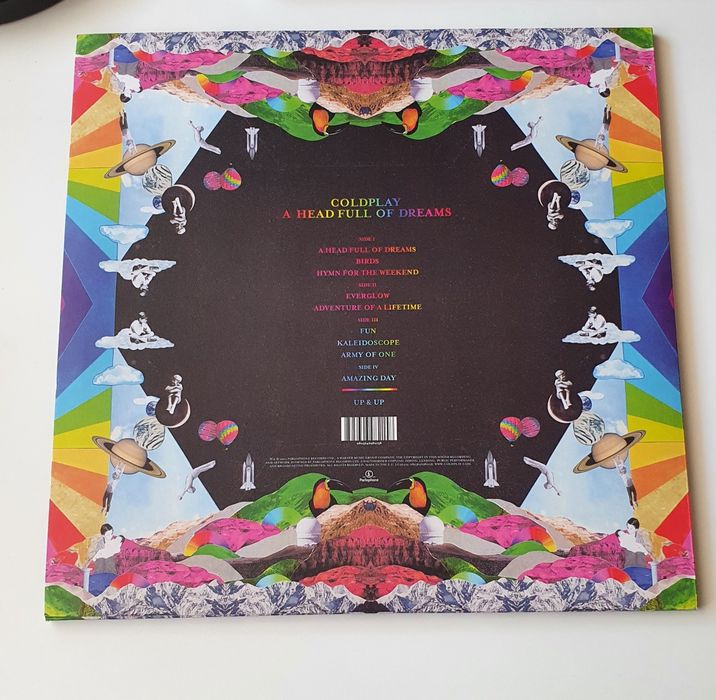 COLDPLAY
A HEAD FULL OF DREAMS
SIDE I
A HEAD FULL OF DREAMS
BIRDS
HYMN FOR THE WEEKEND
SIDE II
EVERGLOW
ADVENTURE OF A LIFETIME
SIDE III
FUN
KALEIDOSCOPE
ARMY OF ONE
SIDE IV
AMAZING DAY
UP & UP
Parlophone